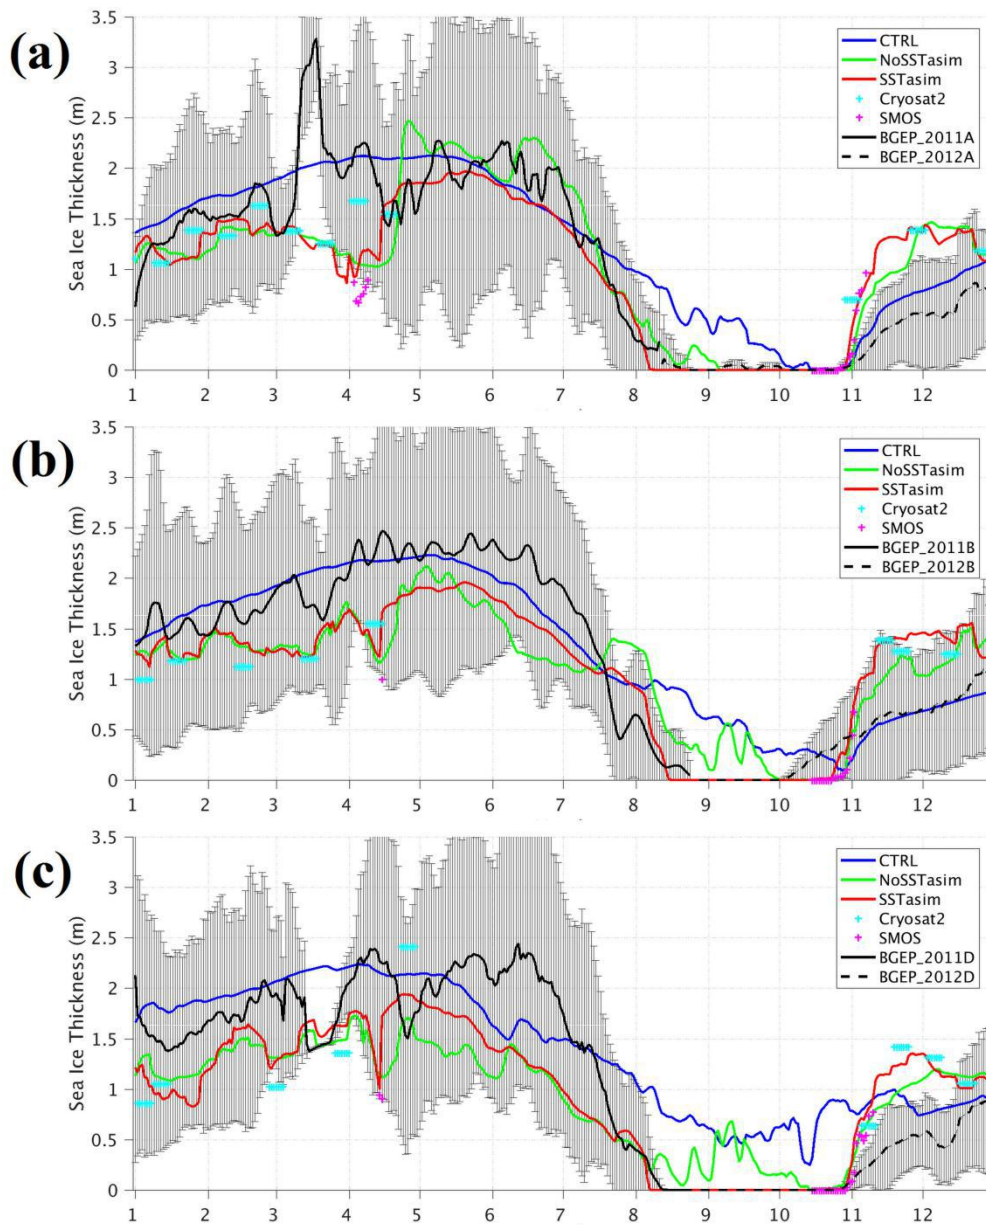 (a)
Sea Ice Thickness (m)
3.5
3
2.5
2
1.5
1
0.5
0
CTRL
NoSSTasim
SSTasim
Cryosat2
SMOS
BGEP_2011A
BGEP_2012A
1 2 3 4 5 6 7 8 9 10 11 12
(b)
Sea Ice Thickness (m)
3.5
3
2.5
2
1.5
1
0.5
0
CTRL
NoSSTasim
SSTasim
Cryosat2
SMOS
BGEP_2011B
BGEP_2012B
1 2 3 4 5 6 7 8 9 10 11 12
(c)
Sea Ice Thickness (m)
3.5
3
2.5
2
1.5
1
0.5
0
CTRL
NoSSTasim
SSTasim
Cryosat2
SMOS
BGEP_2011D
BGEP_2012D
1 2 3 4 5 6 7 8 9 10 11 12